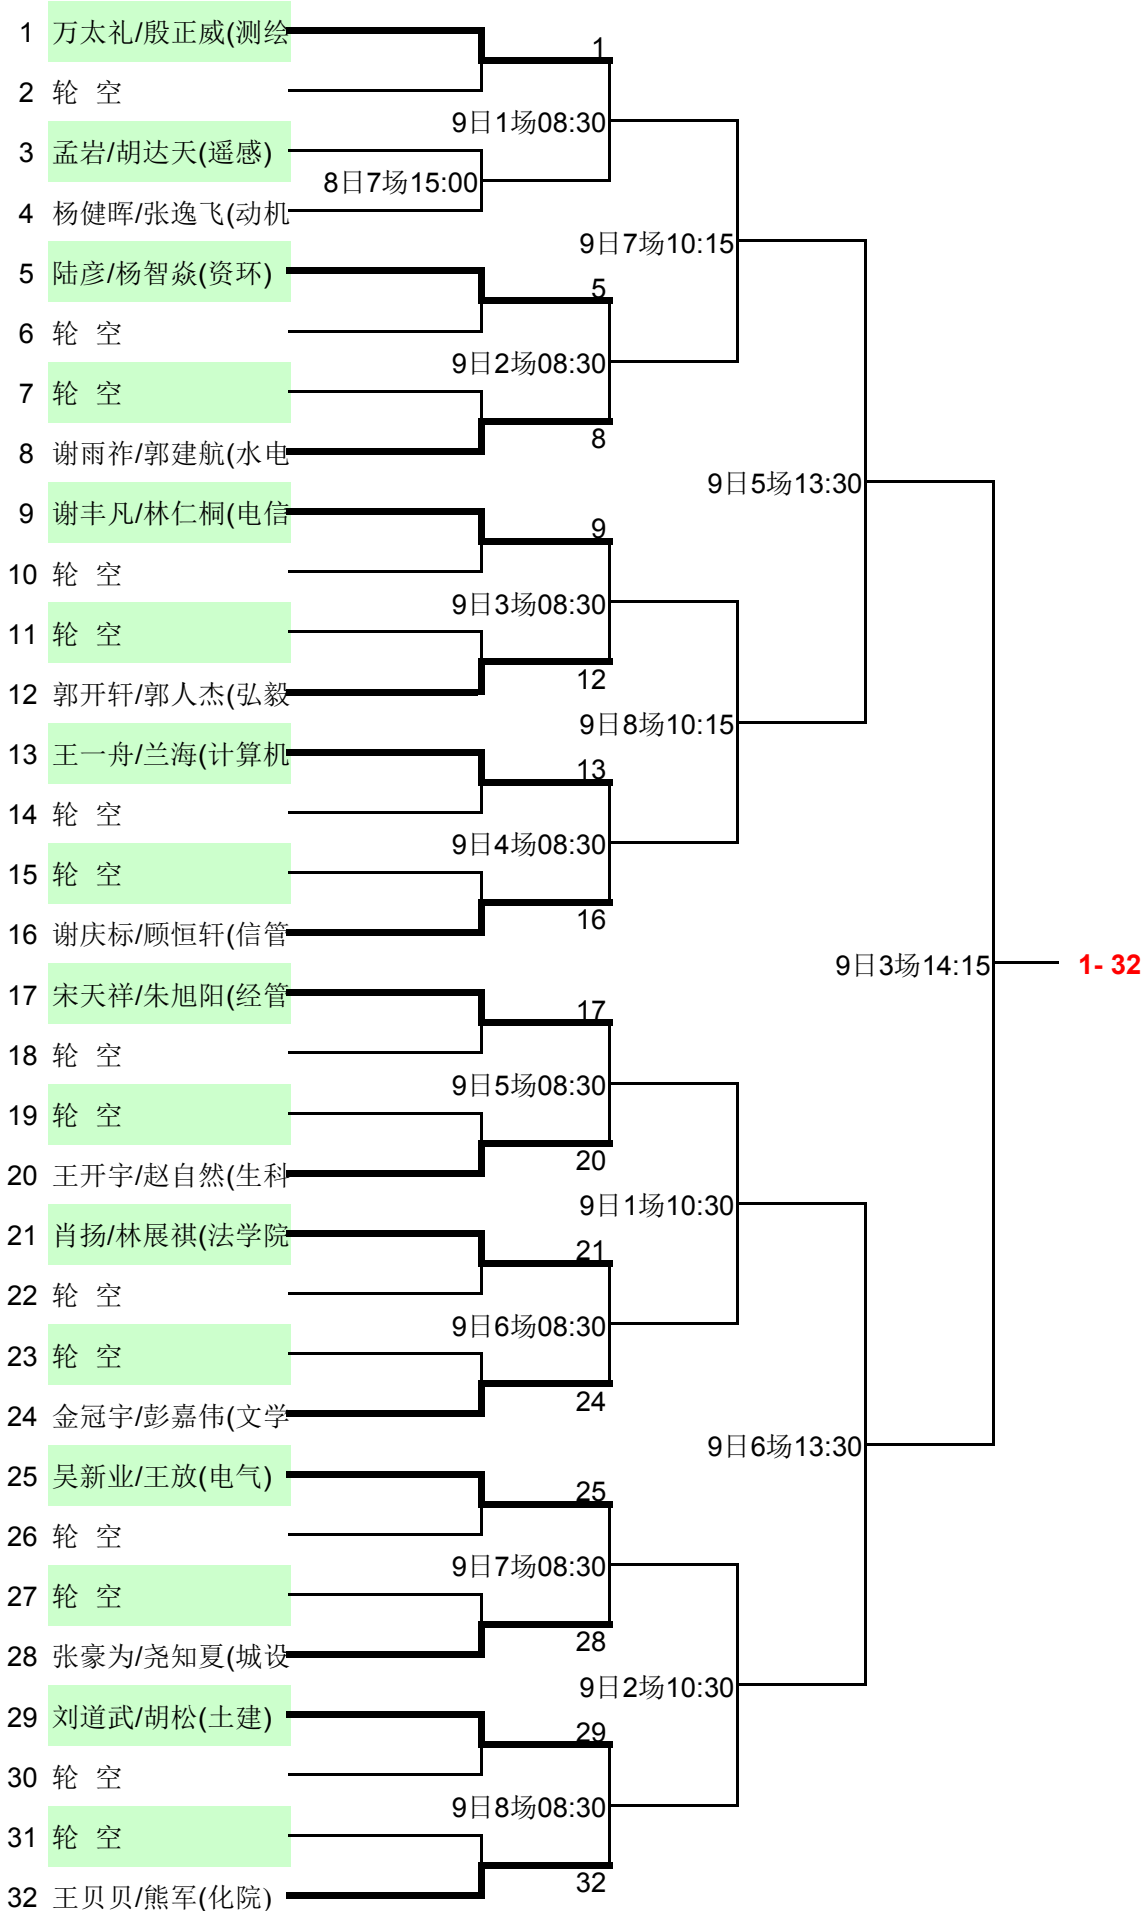 1 万太礼/殷正威(测绘
1
2 轮 空
9日1场08:30
3 孟岩/胡达天(遥感)
8日7场15:00
4 杨健晖/张逸飞(动机
9日7场10:15
5 陆彦/杨智焱(资环)
5
6 轮 空
9日2场08:30
7 轮 空
8
8 谢雨祚/郭建航(水电
9日5场13:30
9 谢丰凡/林仁桐(电信
9
10 轮 空
9日3场08:30
11 轮 空
12
12 郭开轩/郭人杰(弘毅
9日8场10:15
13 王一舟/兰海(计算机
13
14 轮 空
9日4场08:30
15 轮 空
16
16 谢庆标/顾恒轩(信管
9日3场14:15
1- 32
17 宋天祥/朱旭阳(经管
17
18 轮 空
9日5场08:30
19 轮 空
20
20 王开宇/赵自然(生科
9日1场10:30
21 肖扬/林展祺(法学院
21
22 轮 空
9日6场08:30
23 轮 空
24
24 金冠宇/彭嘉伟(文学
9日6场13:30
25 吴新业/王放(电气)
25
26 轮 空
9日7场08:30
27 轮 空
28
28 张豪为/尧知夏(城设
9日2场10:30
29 刘道武/胡松(土建)
29
30 轮 空
9日8场08:30
31 轮 空
32
32 王贝贝/熊军(化院)